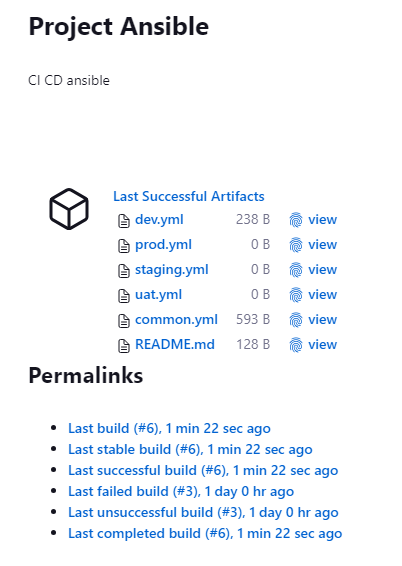 Project Ansible
CI CD ansible
Last Successful Artifacts
dev.yml 238 B view
prod.yml 0 B view
staging.yml 0 B view
uat.yml 0 B view
common.yml 593 B view
README.md 128 B view
Permalinks
Last build (#6), 1 min 22 sec ago
Last stable build (#6), 1 min 22 sec ago
Last successful build (#6), 1 min 22 sec ago
Last failed build (#3), 1 day 0 hr ago
Last unsuccessful build (#3), 1 day 0 hr ago
Last completed build (#6), 1 min 22 sec ago